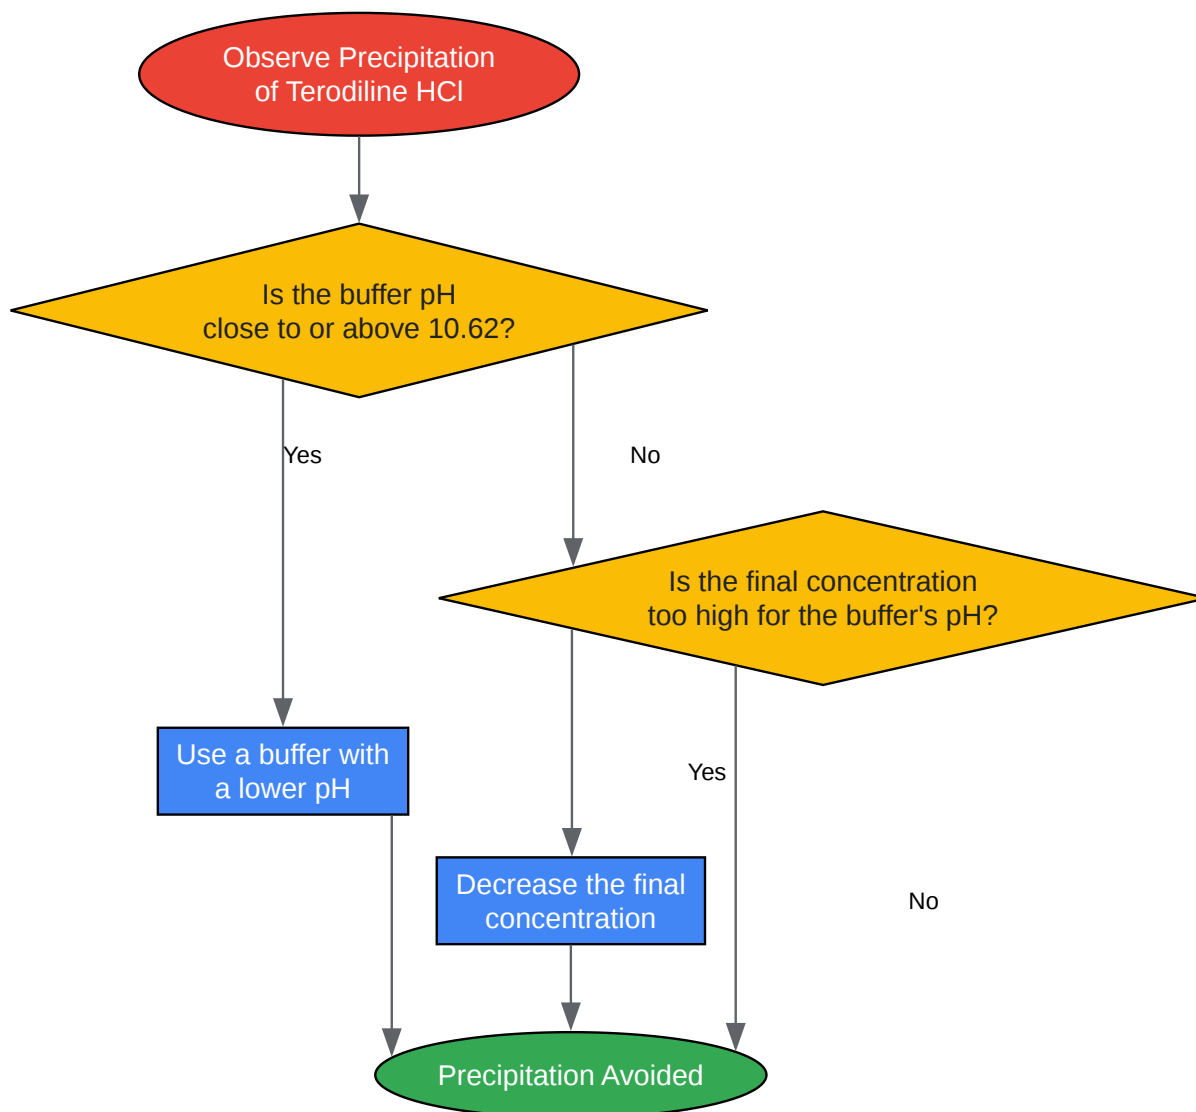 Observe Precipitation
of Terodiline HCl
Is the buffer pH
close to or above 10.62?
Yes
No
Is the final concentration
too high for the buffer's pH?
Use a buffer with
a lower pH
Yes
Decrease the final
concentration
No
Precipitation Avoided